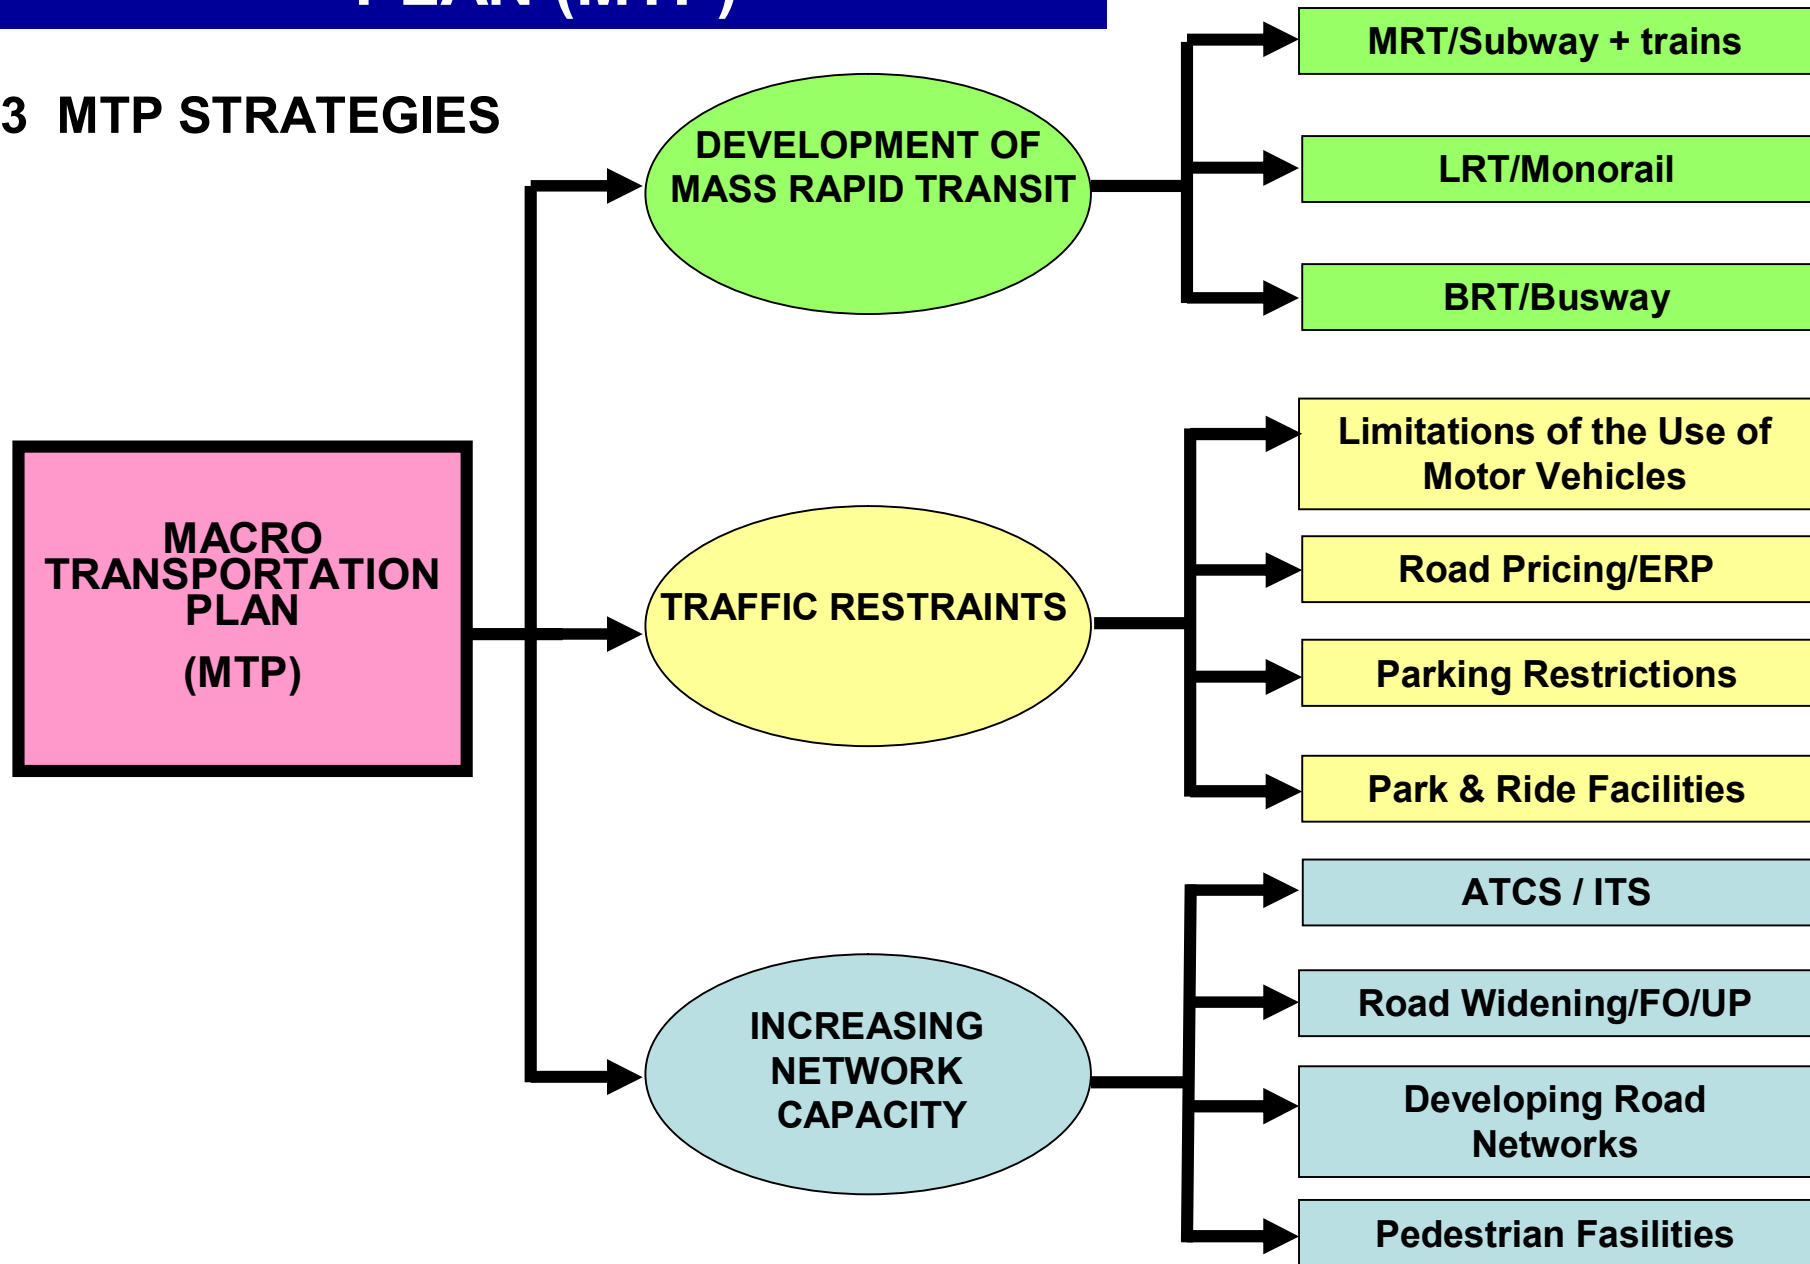 PLAN (MTP)
3 MTP STRATEGIES
MACRO
TRANSPORTATION
PLAN
(MTP)
DEVELOPMENT OF
MASS RAPID TRANSIT
MRT/Subway + trains
LRT/Monorail
BRT/Busway
TRAFFIC RESTRAINTS
Limitations of the Use of
Motor Vehicles
Road Pricing/ERP
Parking Restrictions
Park & Ride Facilities
INCREASING
NETWORK
CAPACITY
ATCS / ITS
Road Widening/FO/UP
Developing Road
Networks
Pedestrian Fasilities